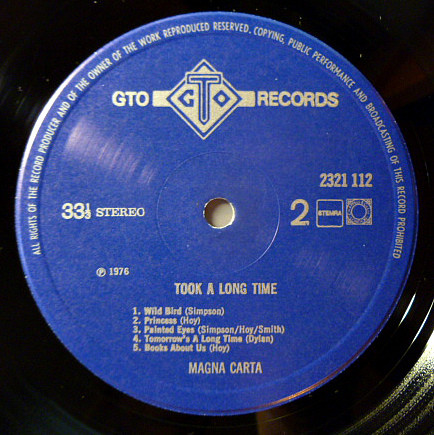 ALL RIGHTS OF THE RECORD PRODUCER AND OF THE OWNER OF THE WORK REPRODUCED RESERVED. COPYING, PUBLIC PERFORMANCE AND BROADCASTING OF THIS RECORD PROHIBITED
GTO GTO RECORDS
2321 112
33⅓ STEREO
2 STEMRA
℗ 1976
TOOK A LONG TIME
1. Wild Bird (Simpson)
2. Princess (Hoy)
3. Painted Eyes (Simpson/Hoy/Smith)
4. Tomorrow's A Long Time (Dylan)
5. Books About Us (Hoy)
MAGNA CARTA